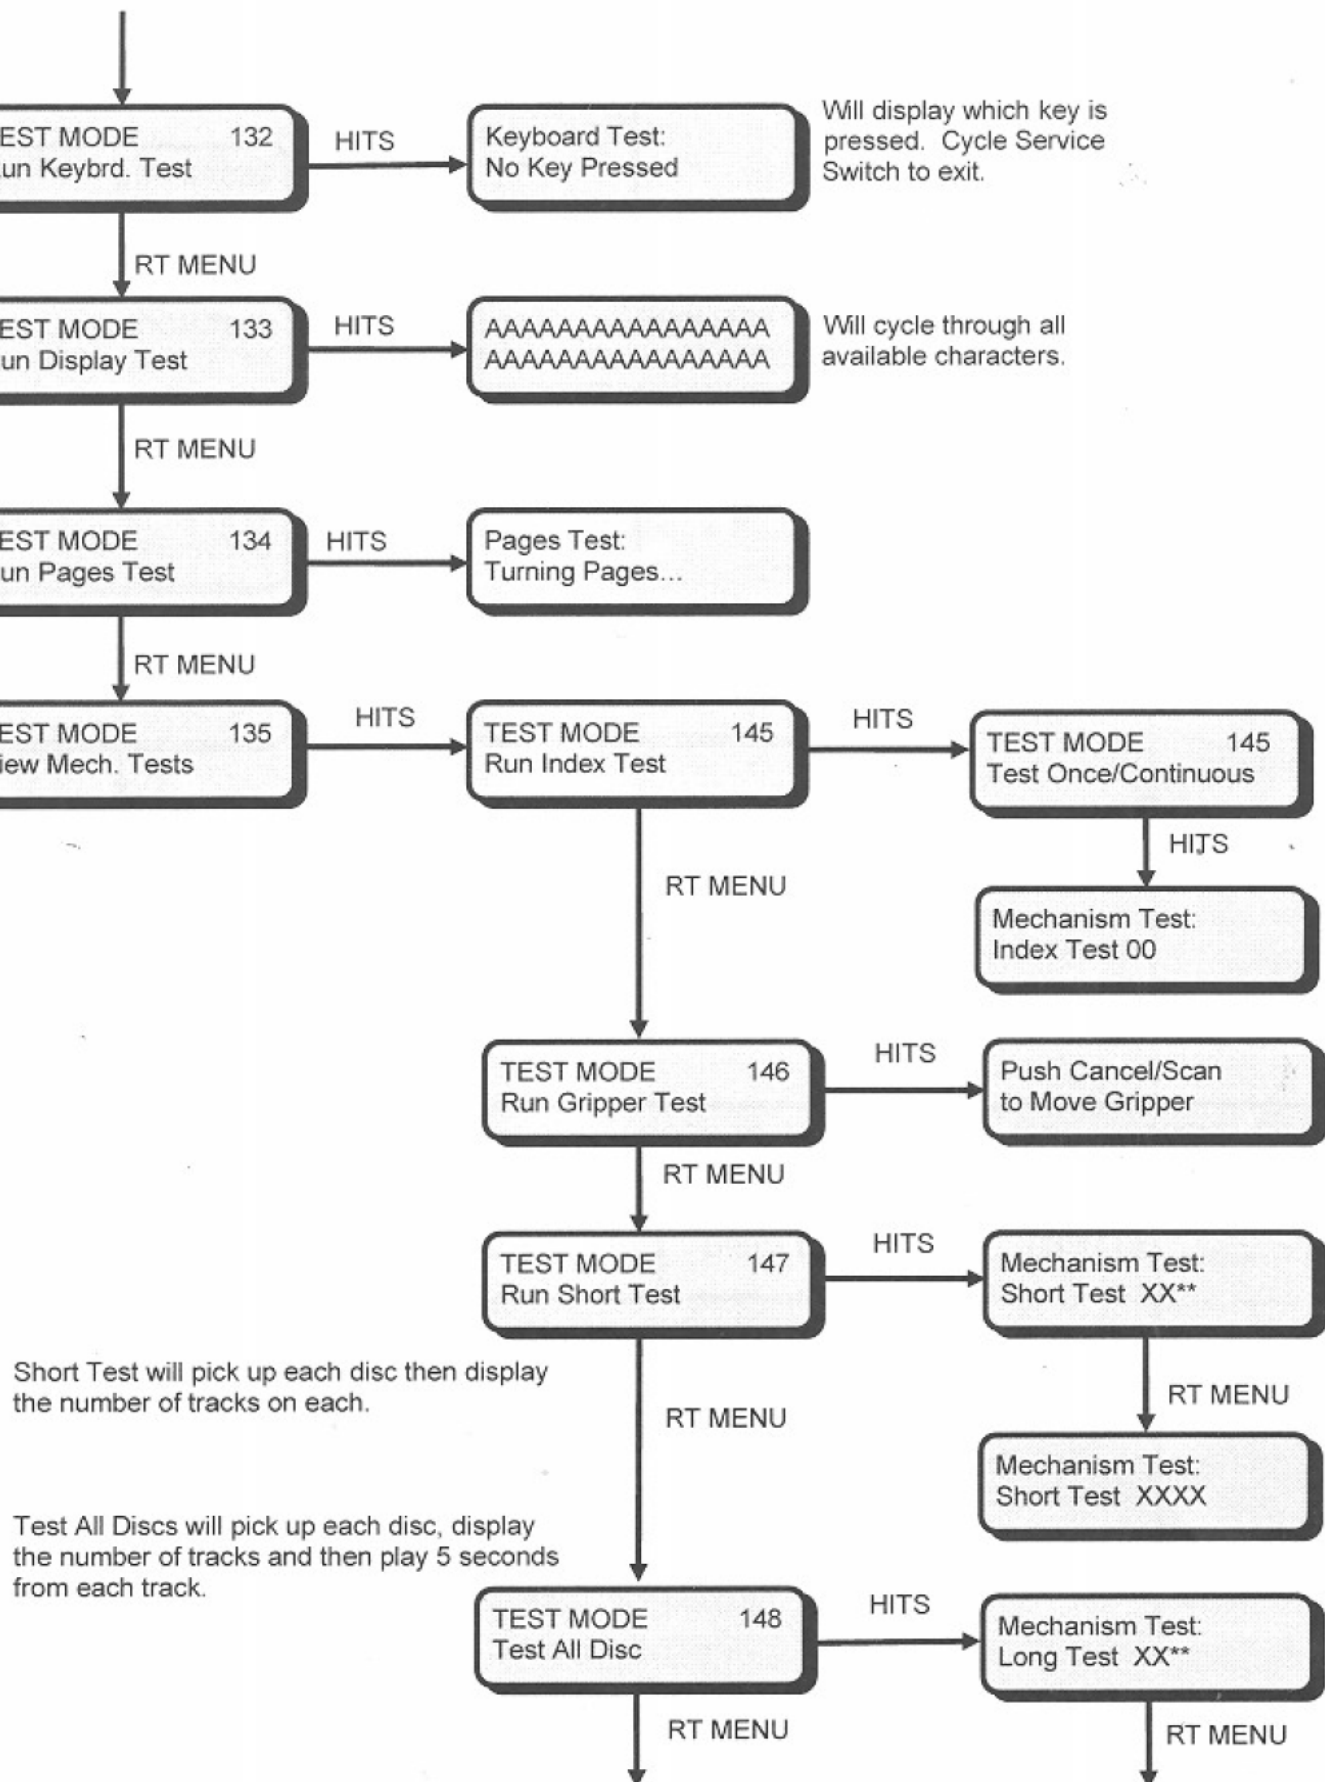 EST MODE 132
un Keybrd. Test
HITS
Keyboard Test:
No Key Pressed
Will display which key is
pressed. Cycle Service
Switch to exit.
RT MENU
EST MODE 133
un Display Test
HITS
AAAAAAAAAAAAAAAA
AAAAAAAAAAAAAAAA
Will cycle through all
available characters.
RT MENU
EST MODE 134
un Pages Test
HITS
Pages Test:
Turning Pages...
RT MENU
EST MODE 135
iew Mech. Tests
HITS
TEST MODE 145
Run Index Test
HITS
TEST MODE 145
Test Once/Continuous
HITS
Mechanism Test:
Index Test 00
RT MENU
TEST MODE 146
Run Gripper Test
HITS
Push Cancel/Scan
to Move Gripper
RT MENU
TEST MODE 147
Run Short Test
HITS
Mechanism Test:
Short Test XX**
RT MENU
Mechanism Test:
Short Test XXXX
Short Test will pick up each disc then display
the number of tracks on each.
RT MENU
Test All Discs will pick up each disc, display
the number of tracks and then play 5 seconds
from each track.
TEST MODE 148
Test All Disc
HITS
Mechanism Test:
Long Test XX**
RT MENU
RT MENU